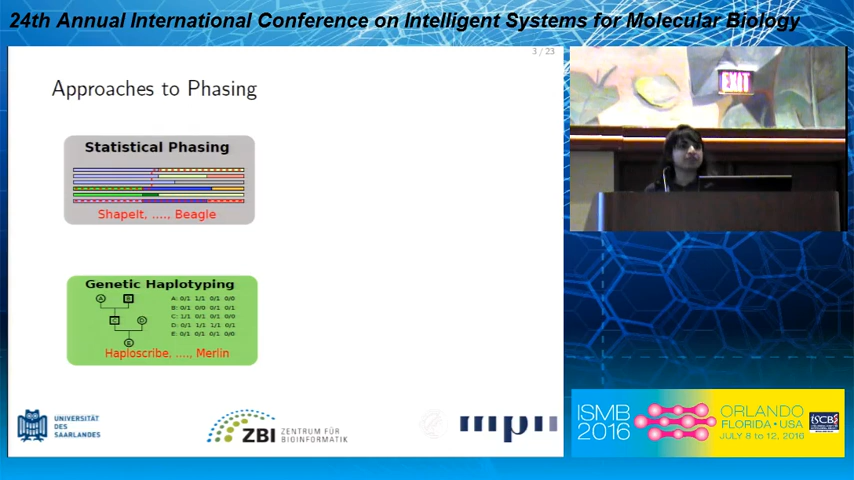 24th Annual International Conference on Intelligent Systems for Molecular Biology
3 / 23
Approaches to Phasing
EXIT
Statistical Phasing
ShapeIt, ...., Beagle
Genetic Haplotyping
A: 0/1 1/1 0/1 0/0
B: 0/0 0/0 0/1 0/1
C: 1/1 0/1 0/0 0/0
D: 0/1 1/1 1/1 0/1
E: 0/1 0/1 0/0 0/0
A
B
C
D
E
Haploscribe, ...., Merlin
UNIVERSITÄT
DES
SAARLANDES
ZBI ZENTRUM FÜR
BIOINFORMATIK
mpii
ISMB
2016
ORLANDO
FLORIDA • USA
JULY 8 to 12, 2016
ISCB